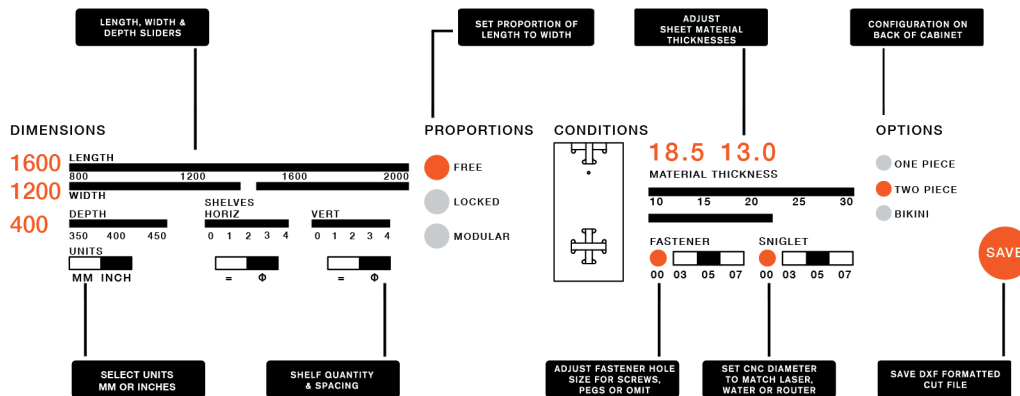 LENGTH, WIDTH &
DEPTH SLIDERS
SET PROPORTION OF
LENGTH TO WIDTH
ADJUST
SHEET MATERIAL
THICKNESSES
CONFIGURATION ON
BACK OF CABINET
DIMENSIONS
1600
LENGTH
800 1200 1600 2000
1200
WIDTH
400
DEPTH
350 400 450
SHELVES
HORIZ
0 1 2 3 4
VERT
0 1 2 3 4
UNITS
MM INCH
= Φ
= Φ
PROPORTIONS
FREE
LOCKED
MODULAR
CONDITIONS
18.5 13.0
MATERIAL THICKNESS
10 15 20 25 30
FASTENER
00 03 05 07
SNIGLET
00 03 05 07
OPTIONS
ONE PIECE
TWO PIECE
BIKINI
SAVE
SELECT UNITS
MM OR INCHES
SHELF QUANTITY
& SPACING
ADJUST FASTENER HOLE
SIZE FOR SCREWS,
PEGS OR OMIT
SET CNC DIAMETER
TO MATCH LASER,
WATER OR ROUTER
SAVE DXF FORMATTED
CUT FILE